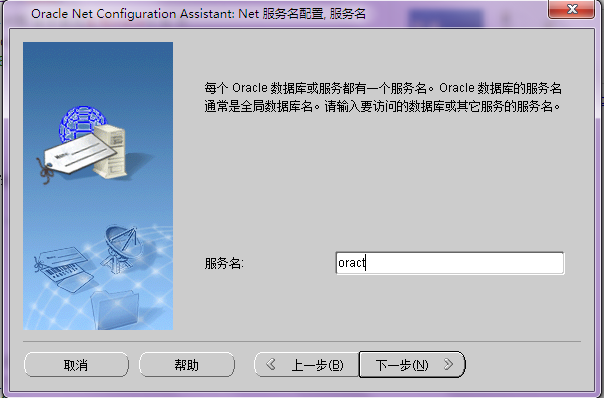 Oracle Net Configuration Assistant: Net 服务名配置, 服务名
每个 Oracle 数据库或服务都有一个服务名。Oracle 数据库的服务名
通常是全局数据库名。请输入要访问的数据库或其它服务的服务名。
服务名:
oract
取消
帮助
上一步(B)
下一步(N)